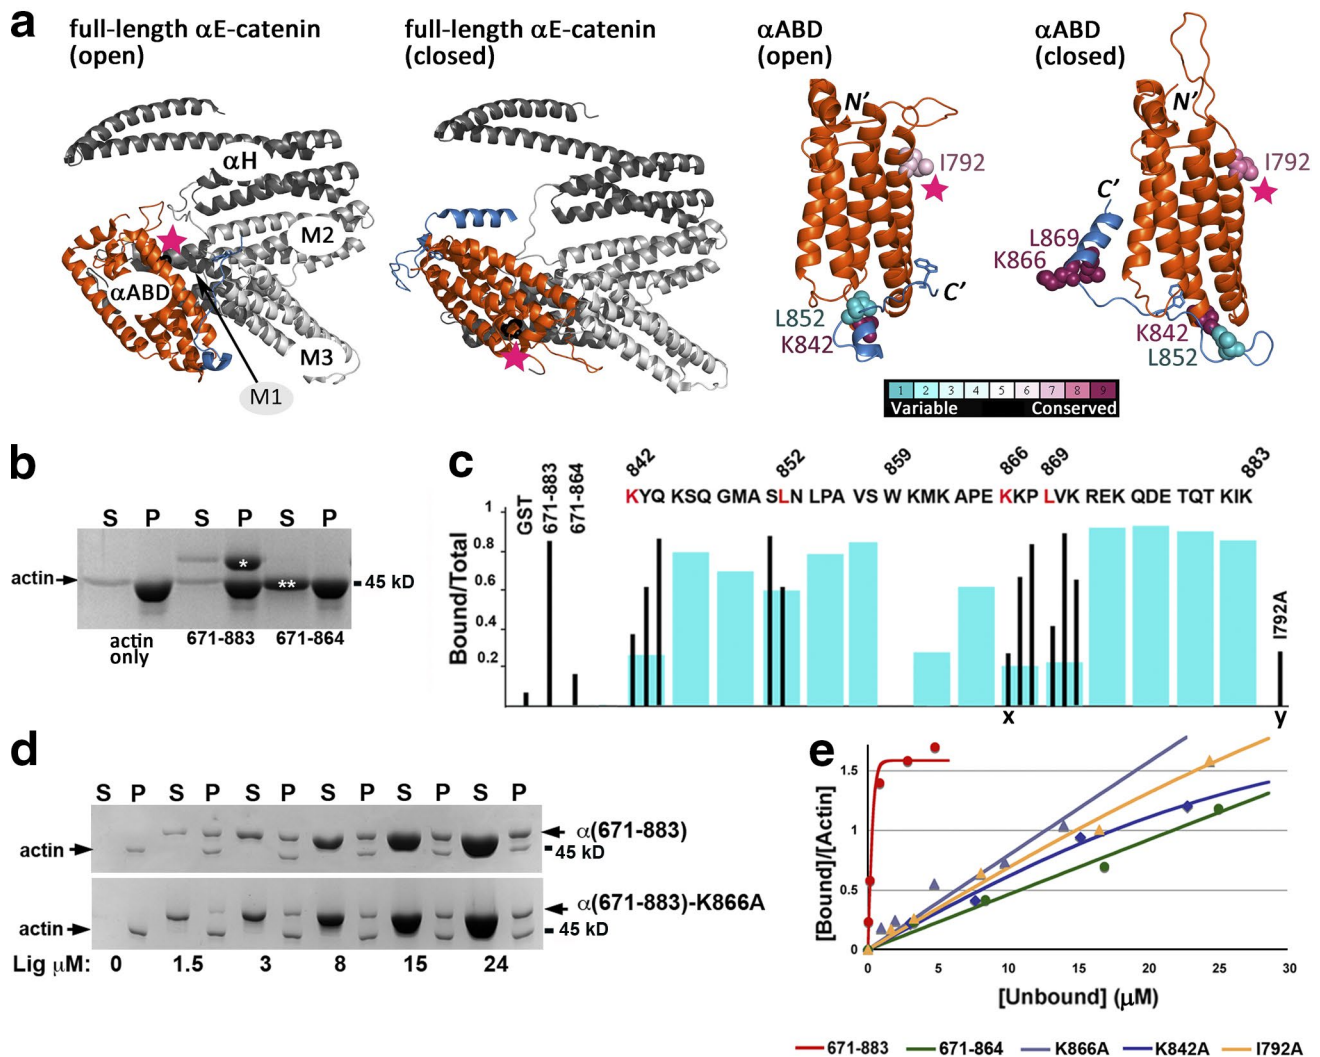 a
full-length αE-catenin
(open)
full-length αE-catenin
(closed)
αABD
(open)
αABD
(closed)
αH
M2
αABD
M3
M1
N'
I792
C'
L852
K842
N'
I792
C'
L869
K866
K842
L852
1 2 3 4 5 6 7 8 9
Variable Conserved
b
S P S P S P
actin
*
**
45 kD
actin only
671-883
671-864
c
842 852 859 866 869 883
KYQ KSQ GMA SLN LPA VS W KMK APE KKP LVK REK QDE TQT KIK
GST
671-883
671-864
Bound/Total
1
0.8
0.6
0.4
0.2
I792A
x
y
d
S P S P S P S P S P S P
α(671-883)
actin
45 kD
α(671-883)-K866A
actin
45 kD
Lig μM: 0 1.5 3 8 15 24
e
[Bound]/[Actin]
1.5
1
0.5
0
0 5 10 15 20 25 30
[Unbound] (μM)
671-883 671-864 K866A K842A I792A